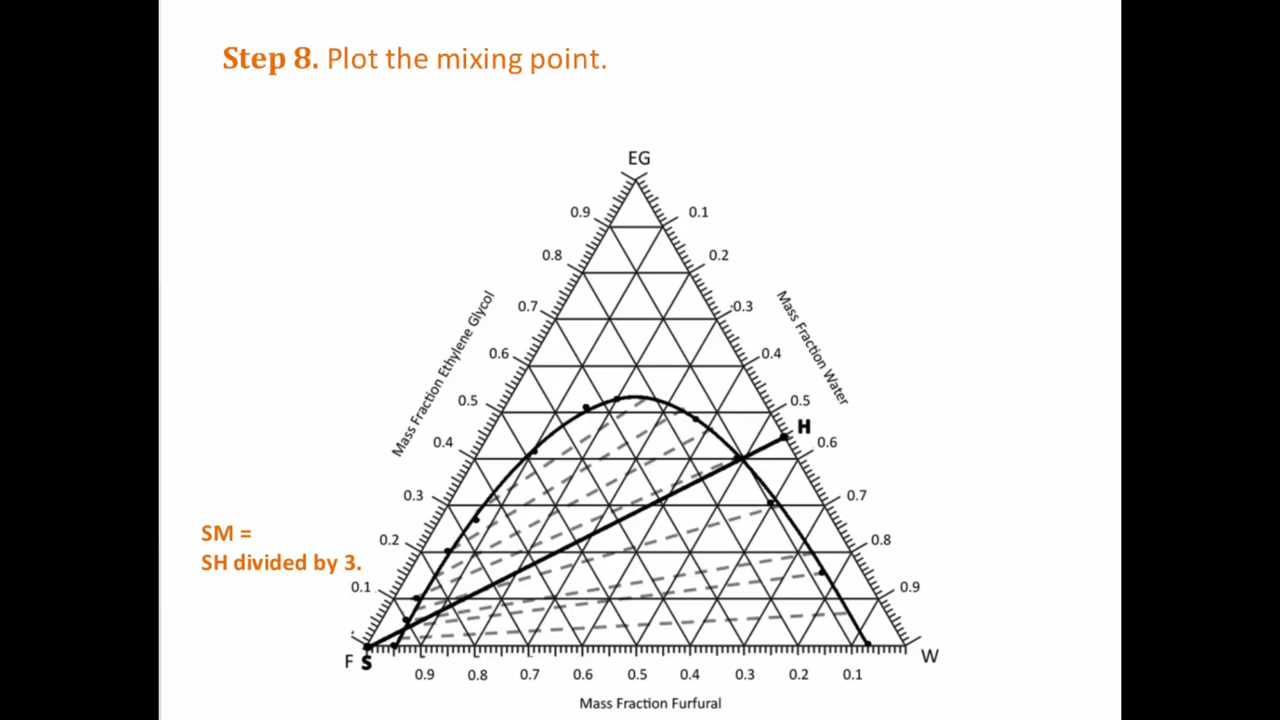 Step 8. Plot the mixing point.
EG
0.9 0.1
0.8 0.2
0.7 0.3
0.6 0.4
0.5 0.5
H
0.4 0.6
0.3 0.7
0.2 0.8
0.1 0.9
Mass Fraction Ethylene Glycol
Mass Fraction Water
SM =
SH divided by 3.
F S W
0.9 0.8 0.7 0.6 0.5 0.4 0.3 0.2 0.1
Mass Fraction Furfural